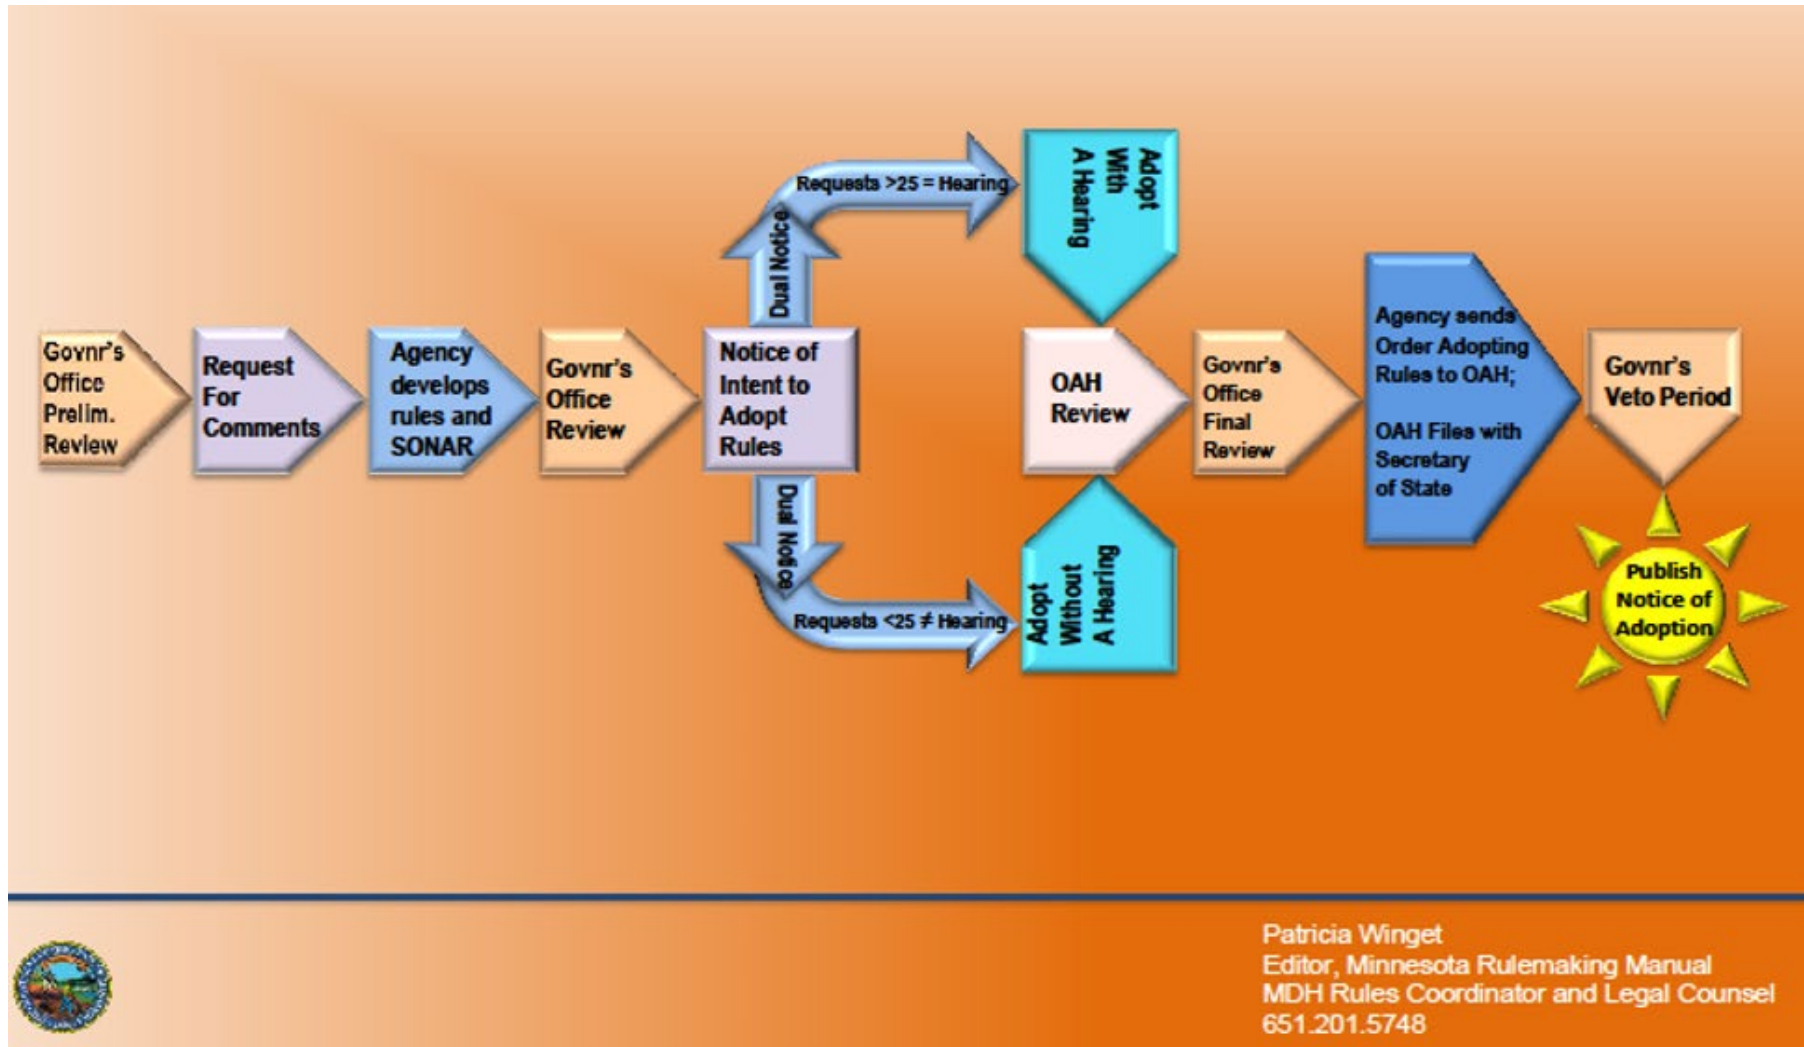 Govnr's
Office
Prelim.
Review
Request
For
Comments
Agency
develops
rules and
SONAR
Govnr's
Office
Review
Notice of
Intent to
Adopt
Rules
Dual Notice
Requests >25 = Hearing
Adopt
With
A Hearing
Dual Notice
Requests <25 ≠ Hearing
Adopt
Without
A Hearing
OAH
Review
Govnr's
Office
Final
Review
Agency sends
Order Adopting
Rules to OAH;
OAH Files with
Secretary
of State
Govnr's
Veto Period
Publish
Notice of
Adoption
Patricia Winget
Editor, Minnesota Rulemaking Manual
MDH Rules Coordinator and Legal Counsel
651.201.5748